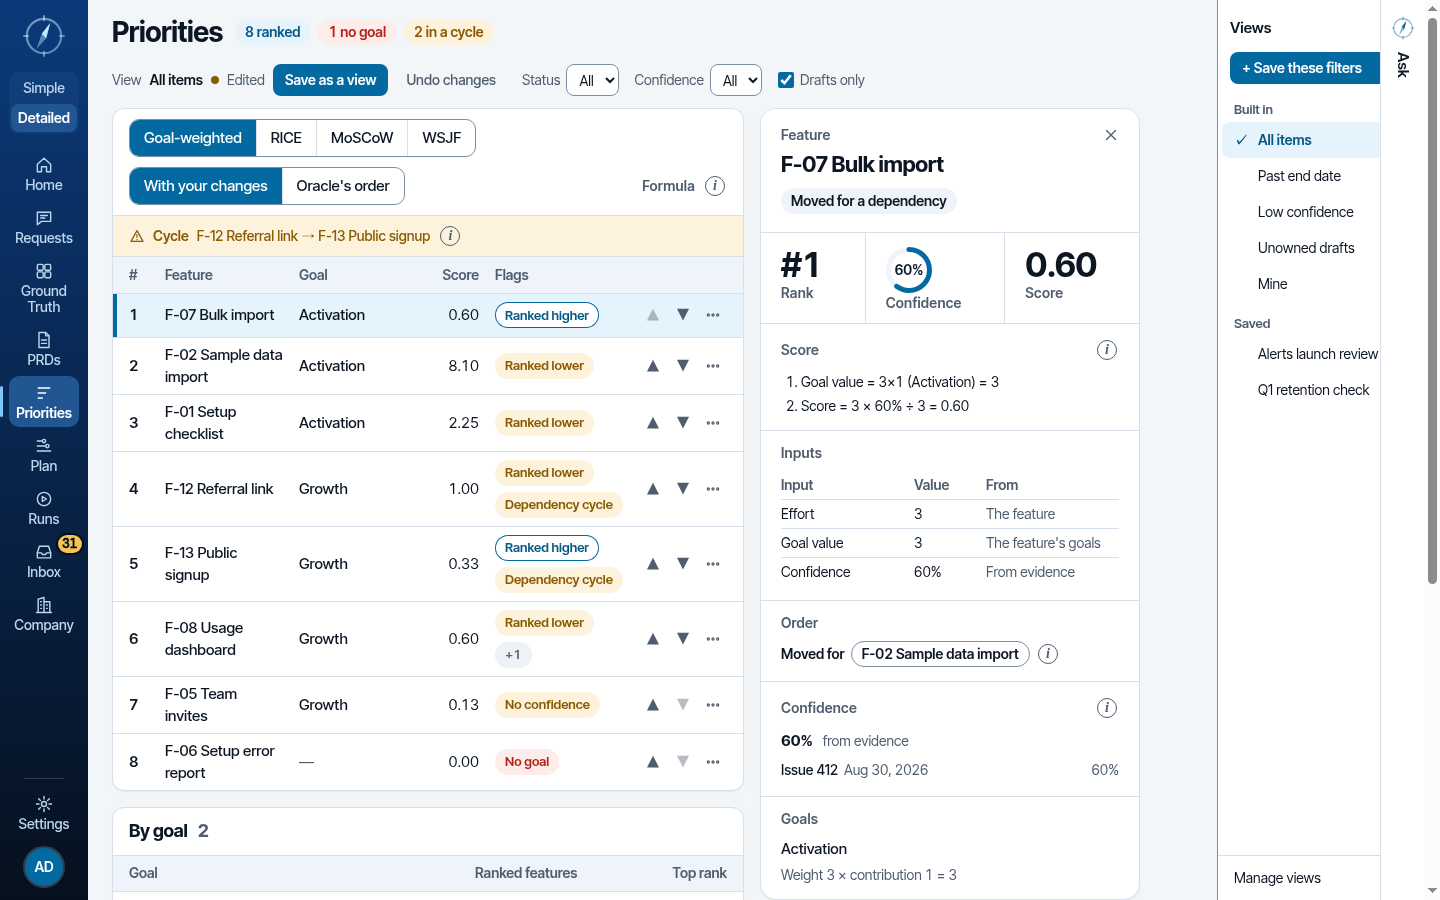 Simple
Detailed
Home
Requests
Ground
Truth
PRDs
Priorities
Plan
Runs
31
Inbox
Company
Settings
AD
Priorities 8 ranked 1 no goal 2 in a cycle
View All items Edited Save as a view Undo changes Status All Confidence All Drafts only
Goal-weighted RICE MoSCoW WSJF
With your changes Oracle's order Formula i
Cycle F-12 Referral link → F-13 Public signup i
# Feature Goal Score Flags
1 F-07 Bulk import Activation 0.60 Ranked higher ▲ ▼ •••
2 F-02 Sample data import Activation 8.10 Ranked lower ▲ ▼ •••
3 F-01 Setup checklist Activation 2.25 Ranked lower ▲ ▼ •••
4 F-12 Referral link Growth 1.00 Ranked lower Dependency cycle ▲ ▼ •••
5 F-13 Public signup Growth 0.33 Ranked higher Dependency cycle ▲ ▼ •••
6 F-08 Usage dashboard Growth 0.60 Ranked lower +1 ▲ ▼ •••
7 F-05 Team invites Growth 0.13 No confidence ▲ ▼ •••
8 F-06 Setup error report — 0.00 No goal ▲ ▼ •••
By goal 2
Goal Ranked features Top rank
Feature
F-07 Bulk import
Moved for a dependency
#1 60% 0.60
Rank Confidence Score
Score i
1. Goal value = 3×1 (Activation) = 3
2. Score = 3 × 60% ÷ 3 = 0.60
Inputs
Input Value From
Effort 3 The feature
Goal value 3 The feature's goals
Confidence 60% From evidence
Order
Moved for F-02 Sample data import i
Confidence i
60% from evidence
Issue 412 Aug 30, 2026 60%
Goals
Activation
Weight 3 × contribution 1 = 3
Views
+ Save these filters
Built in
✓ All items
Past end date
Low confidence
Unowned drafts
Mine
Saved
Alerts launch review
Q1 retention check
Manage views
Ask